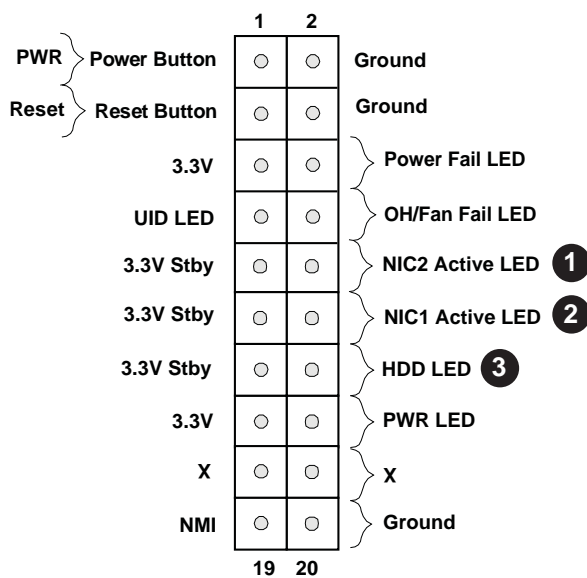 1 2
PWR Power Button Ground
Reset Reset Button Ground
3.3V Power Fail LED
UID LED OH/Fan Fail LED
3.3V Stby NIC2 Active LED 1
3.3V Stby NIC1 Active LED 2
3.3V Stby HDD LED 3
3.3V PWR LED
X X
NMI Ground
19 20